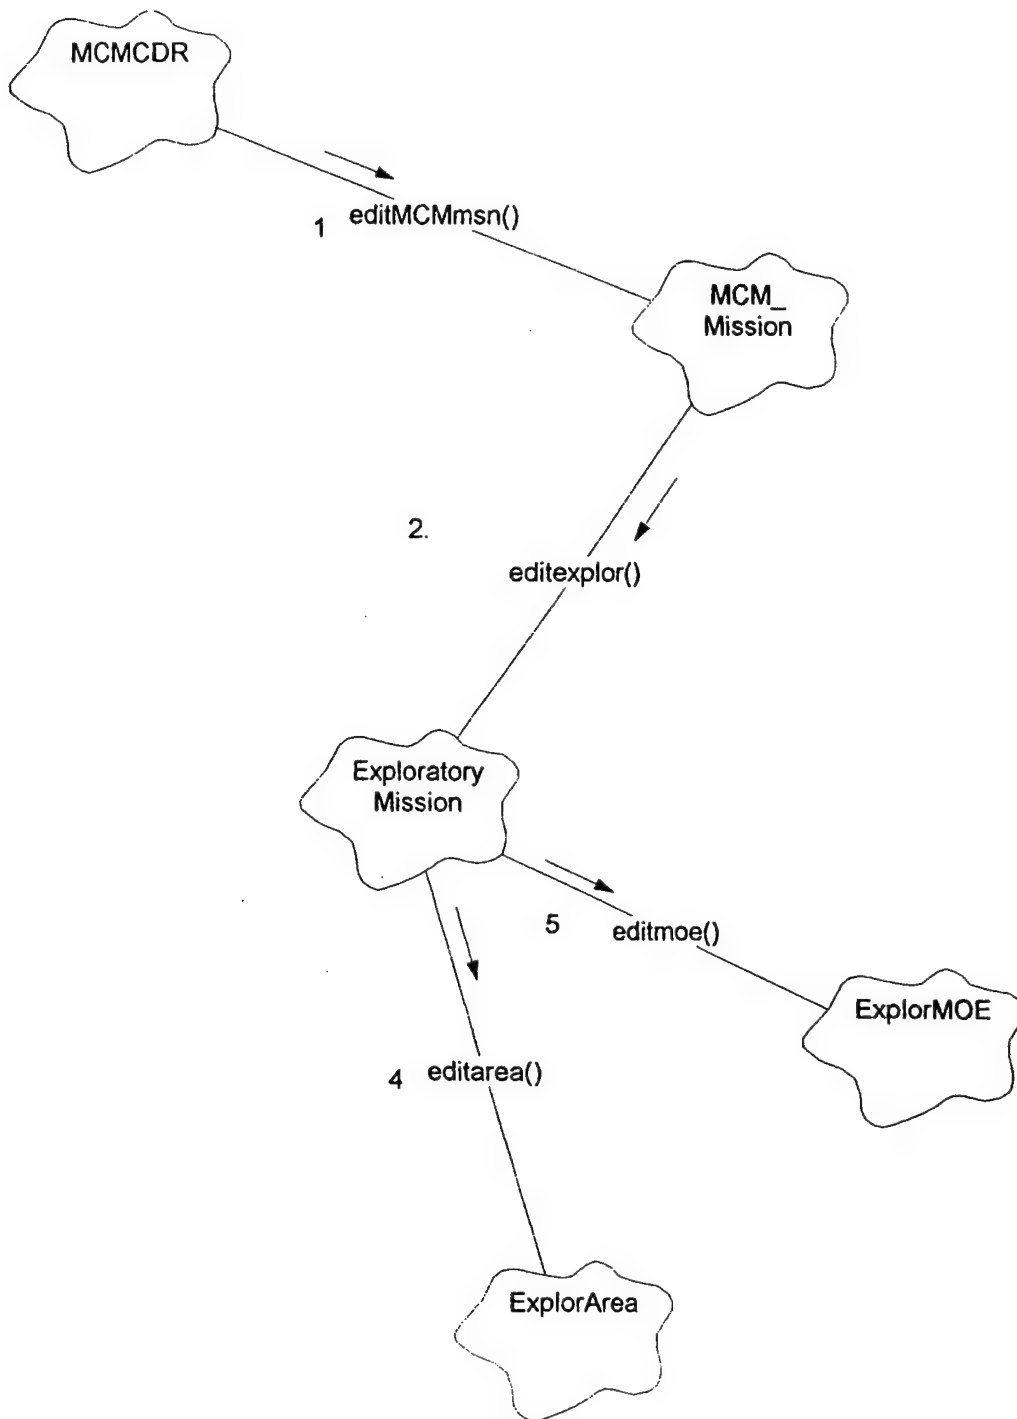 MCMCDR
1 editMCMmsn()
MCM_
Mission
2.
editexplor()
Exploratory
Mission
5 editmoe()
ExplorMOE
4 editarea()
ExplorArea